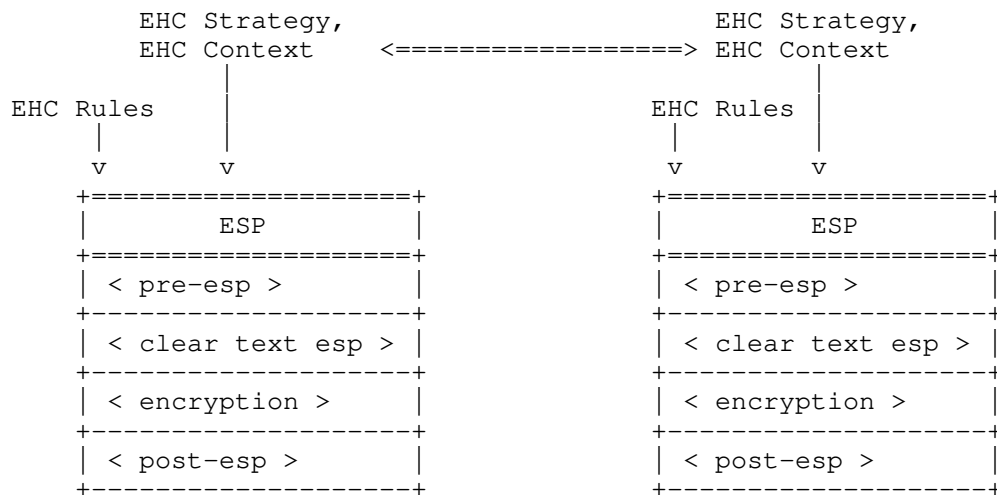 EHC Strategy, EHC Strategy,
EHC Context <==================> EHC Context
EHC Rules EHC Rules
v v v v
ESP ESP
< pre-esp > < pre-esp >
< clear text esp > < clear text esp >
< encryption > < encryption >
< post-esp > < post-esp >